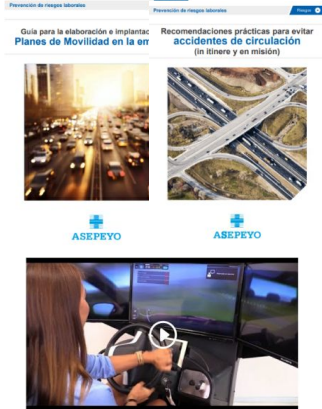 Prevención de riesgos laborales
Guía para la elaboración e implantac
Planes de Movilidad en la em
ASEPEYO
Prevención de riesgos laborales
Recomendaciones prácticas para evitar
accidentes de circulación
(in itinere y en misión)
ASEPEYO